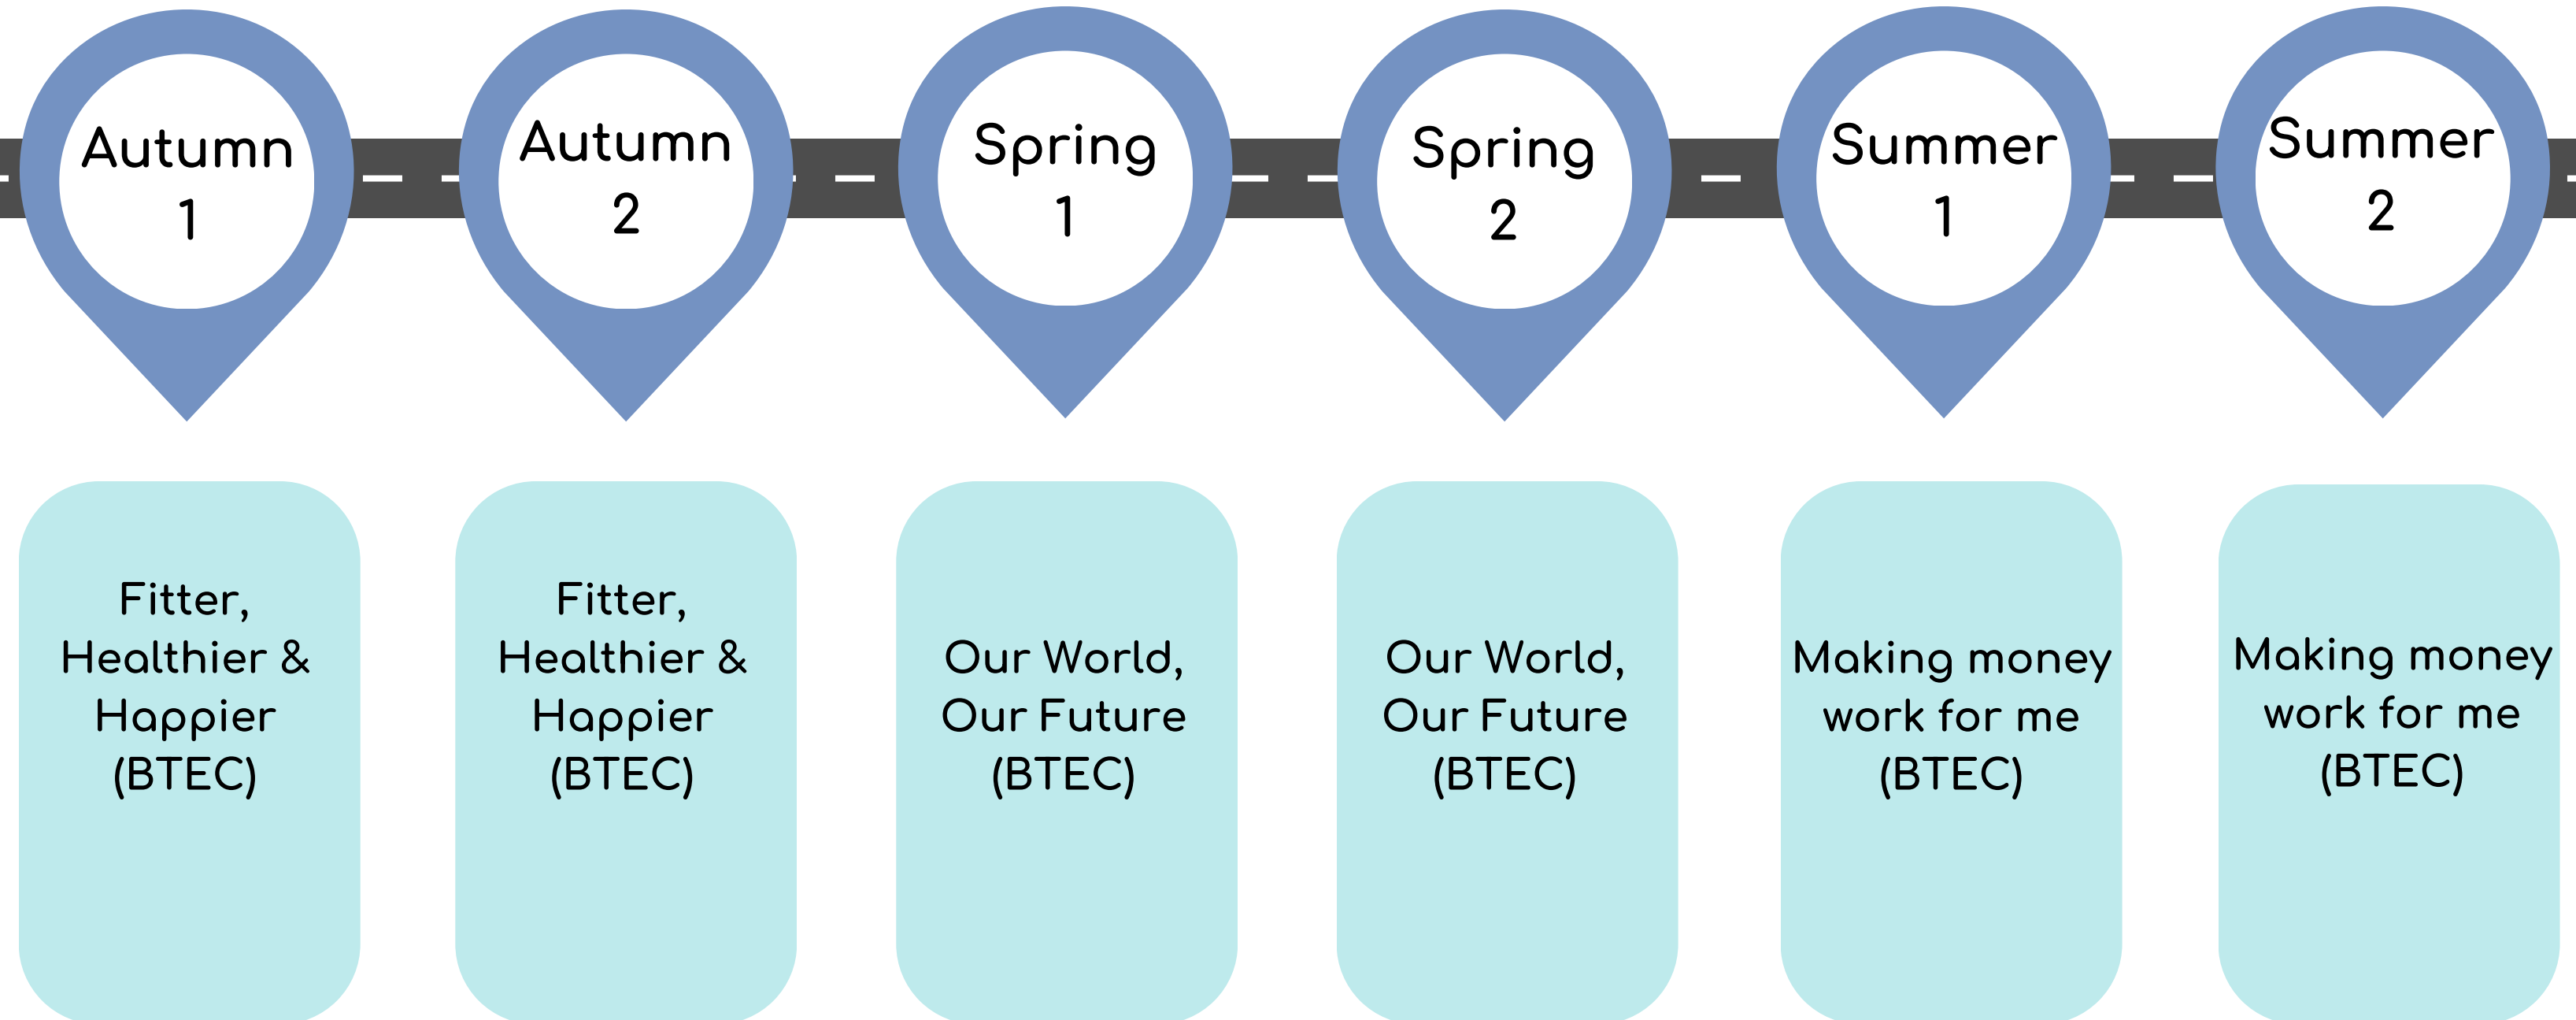 Autumn
1
Autumn
2
Spring
1
Spring
2
Summer
1
Summer
2
Fitter,
Healthier &
Happier
(BTEC)
Fitter,
Healthier &
Happier
(BTEC)
Our World,
Our Future
(BTEC)
Our World,
Our Future
(BTEC)
Making money
work for me
(BTEC)
Making money
work for me
(BTEC)